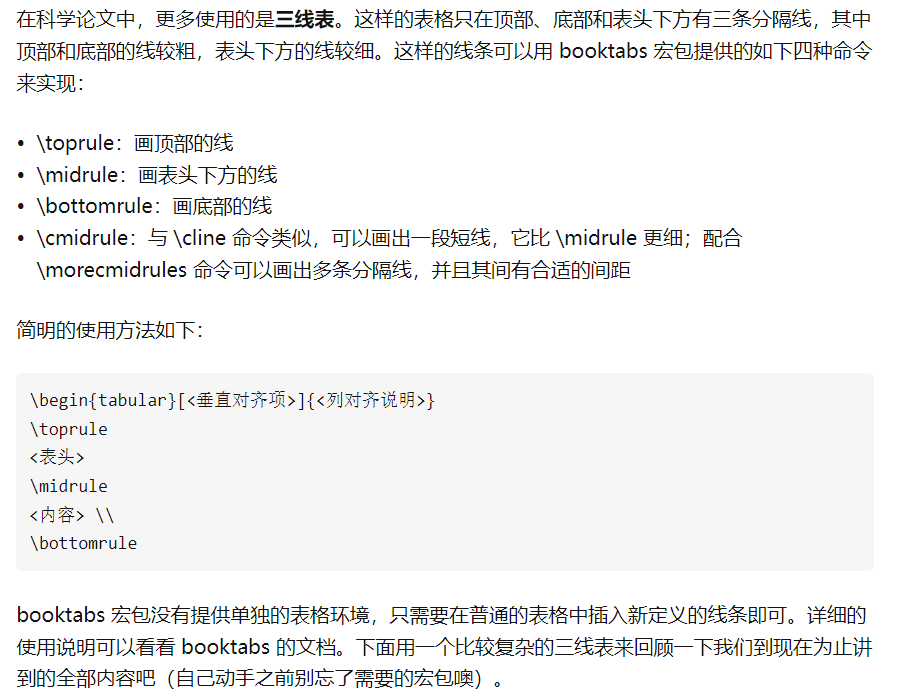 在科学论文中，更多使用的是三线表。这样的表格只在顶部、底部和表头下方有三条分隔线，其中
顶部和底部的线较粗，表头下方的线较细。这样的线条可以用 booktabs 宏包提供的如下四种命令
来实现：
• \toprule：画顶部的线
• \midrule：画表头下方的线
• \bottomrule：画底部的线
• \cmidrule：与 \cline 命令类似，可以画出一段短线，它比 \midrule 更细；配合
\morecmidrules 命令可以画出多条分隔线，并且其间有合适的间距
简明的使用方法如下：
\begin{tabular}[<垂直对齐项>]{<列对齐说明>}
\toprule
<表头>
\midrule
<内容> \\
\bottomrule
booktabs 宏包没有提供单独的表格环境，只需要在普通的表格中插入新定义的线条即可。详细的
使用说明可以看看 booktabs 的文档。下面用一个比较复杂的三线表来回顾一下我们到现在为止讲
到的全部内容吧（自己动手之前别忘了需要的宏包噢）。